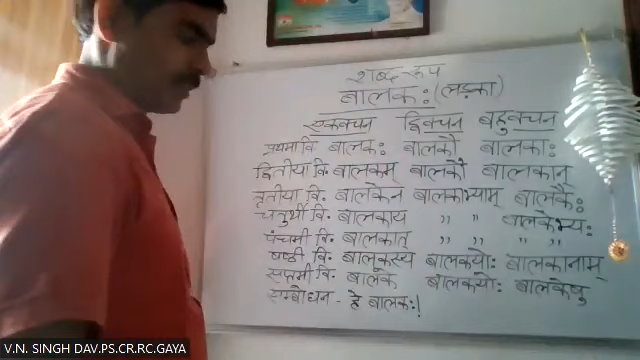 शब्द रूप
बालकः (लड़का)
एकवचन द्विवचन बहुवचन
प्रथमा वि. बालकः बालकौ बालकाः
द्वितीया वि. बालकम् बालकौ बालकान्
तृतीया वि. बालकेन बालकाभ्याम् बालकैः
चतुर्थी वि. बालकाय " " बालकेभ्यः
पंचमी वि. बालकात् " " " "
षष्ठी वि. बालकस्य बालकयोः बालकानाम्
सप्तमी वि. बालके बालकयोः बालकेषु
सम्बोधन - हे बालकः!
V.N. SINGH DAV.PS.CR.RC.GAYA